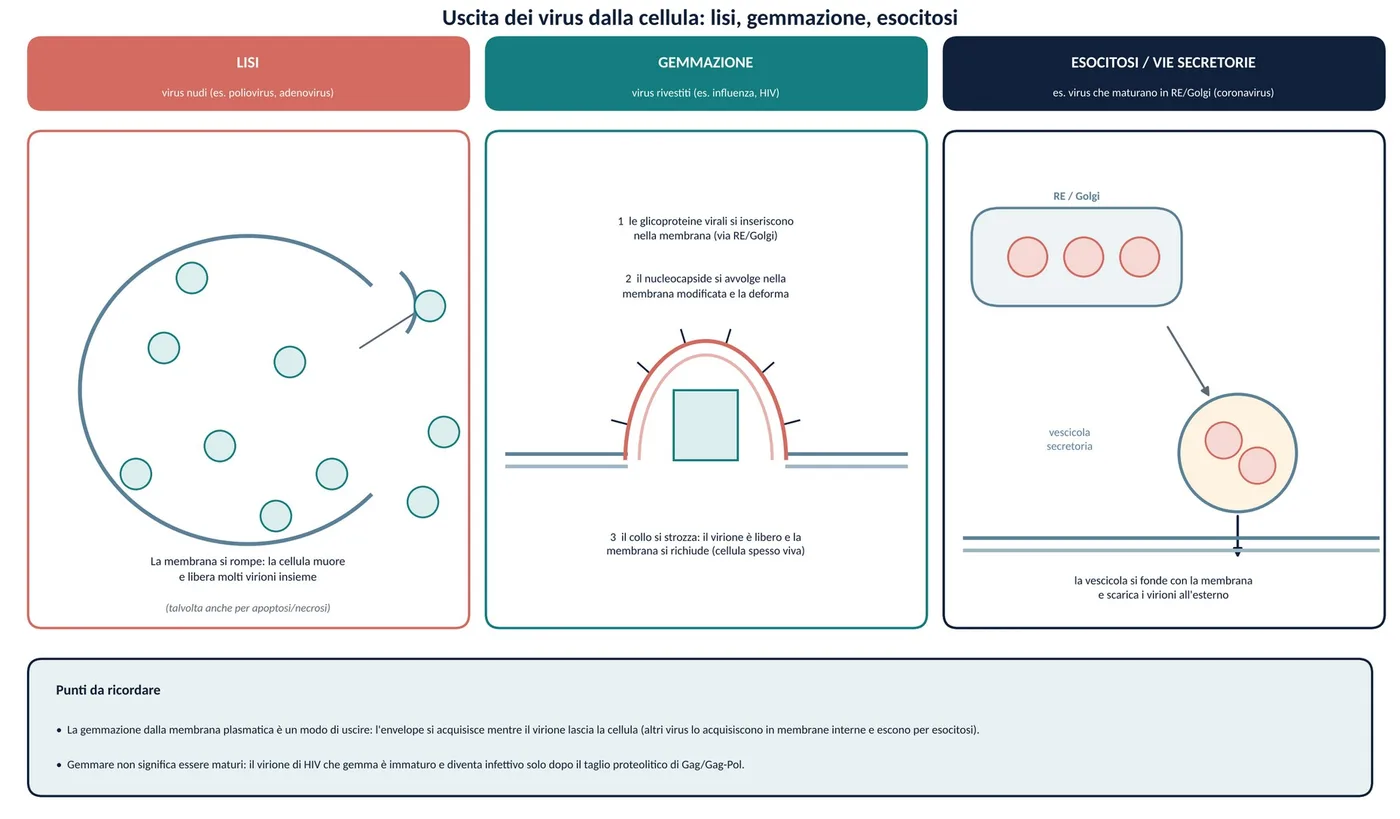 Uscita dei virus dalla cellula: lisi, gemmazione, esocitosi
LISI
virus nudi (es. poliovirus, adenovirus)
GEMMAZIONE
virus rivestiti (es. influenza, HIV)
ESOCITOSI / VIE SECRETORIE
es. virus che maturano in RE/Golgi (coronavirus)
La membrana si rompe: la cellula muore
e libera molti virioni insieme
(talvolta anche per apoptosi/necrosi)
1 le glicoproteine virali si inseriscono
nella membrana (via RE/Golgi)
2 il nucleocapside si avvolge nella
membrana modificata e la deforma
3 il collo si strozza: il virione è libero e la
membrana si richiude (cellula spesso viva)
RE / Golgi
vescicola
secretoria
la vescicola si fonde con la membrana
e scarica i virioni all'esterno
Punti da ricordare
• La gemmazione dalla membrana plasmatica è un modo di uscire: l'envelope si acquisisce mentre il virione lascia la cellula (altri virus lo acquisiscono in membrane interne e escono per esocitosi).
• Gemmare non significa essere maturi: il virione di HIV che gemma è immaturo e diventa infettivo solo dopo il taglio proteolitico di Gag/Gag-Pol.